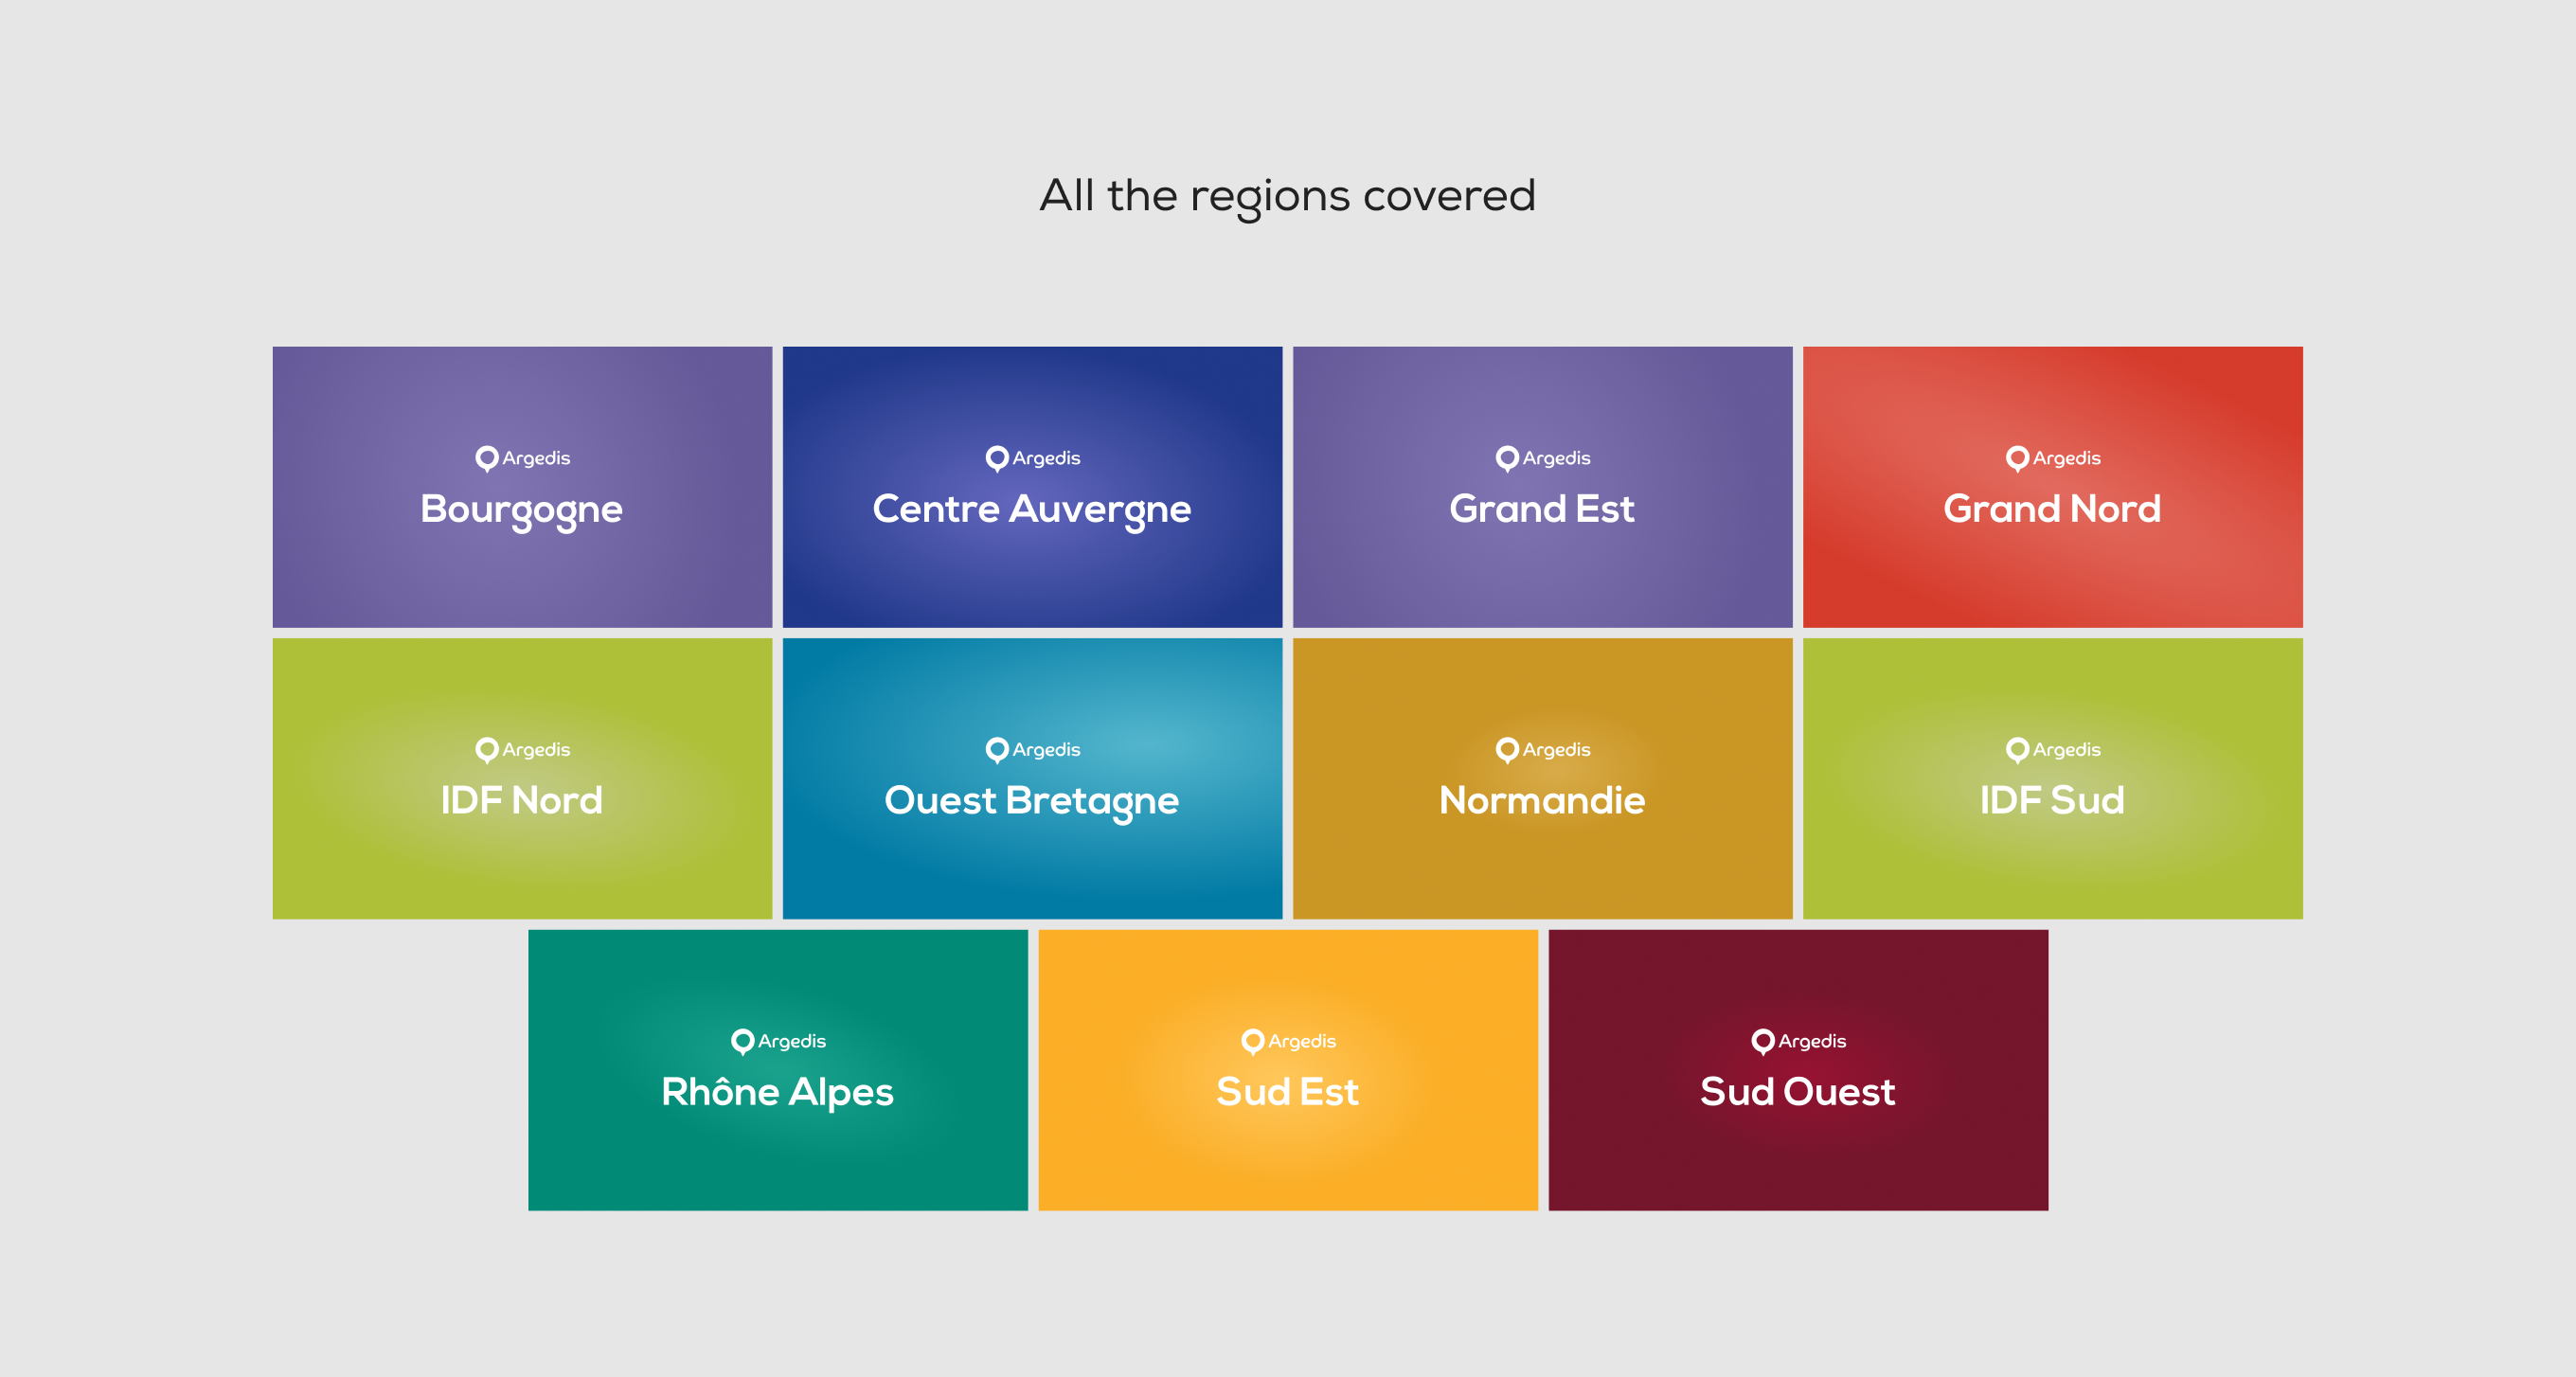 All the regions covered
Argedis
Bourgogne
Argedis
Centre Auvergne
Argedis
Grand Est
Argedis
Grand Nord
Argedis
IDF Nord
Argedis
Ouest Bretagne
Argedis
Normandie
Argedis
IDF Sud
Argedis
Rhône Alpes
Argedis
Sud Est
Argedis
Sud Ouest